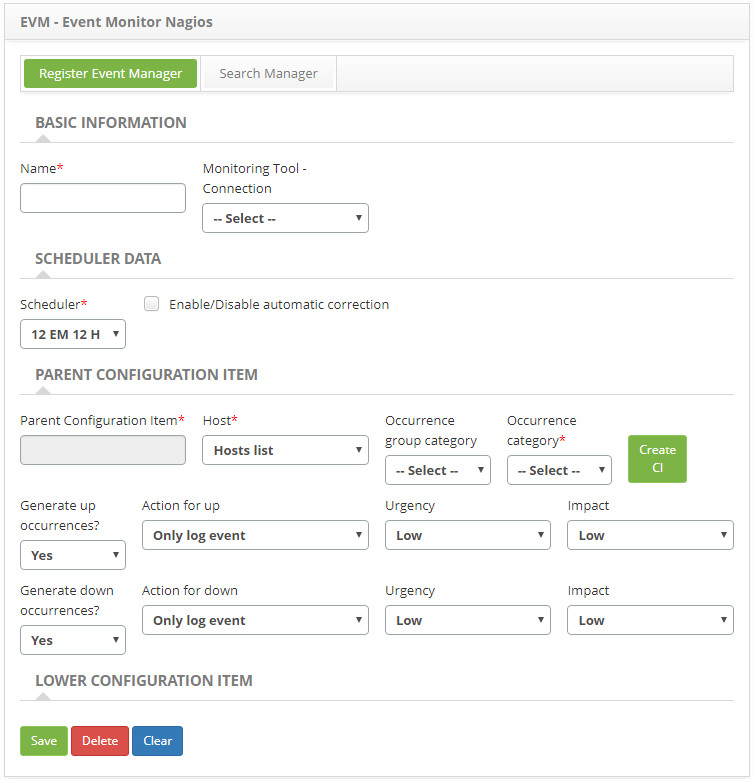 EVM - Event Monitor Nagios
Register Event Manager
Search Manager
BASIC INFORMATION
Name*
Monitoring Tool -
Connection
-- Select --
SCHEDULER DATA
Scheduler*
Enable/Disable automatic correction
12 EM 12 H
PARENT CONFIGURATION ITEM
Parent Configuration Item*
Host*
Hosts list
Occurrence
group category
-- Select --
Occurrence
category*
-- Select --
Create
CI
Generate up
occurrences?
Yes
Action for up
Only log event
Urgency
Low
Impact
Low
Generate down
occurrences?
Yes
Action for down
Only log event
Urgency
Low
Impact
Low
LOWER CONFIGURATION ITEM
Save
Delete
Clear